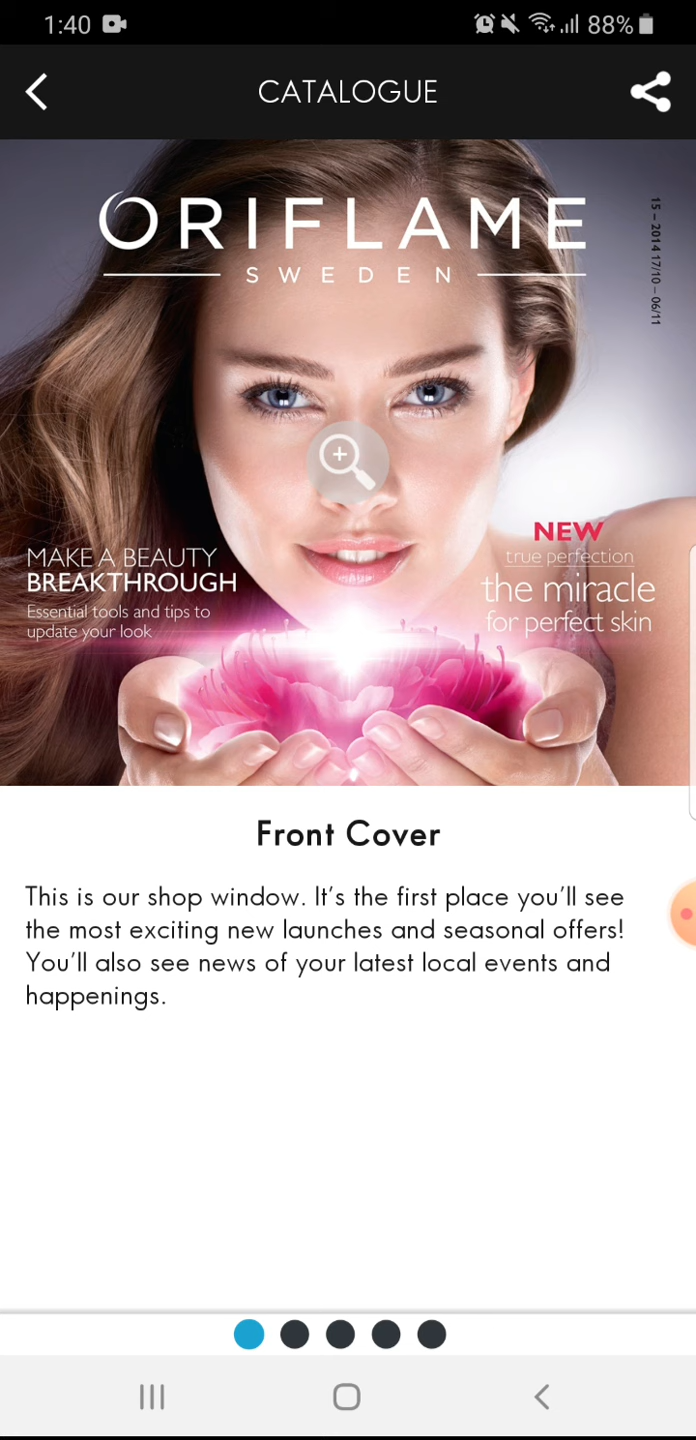 1:40
88%
CATALOGUE
ORIFLAME
SWEDEN
15 – 2014 17/10 – 06/11
MAKE A BEAUTY
BREAKTHROUGH
Essential tools and tips to
update your look
NEW
true perfection
the miracle
for perfect skin
Front Cover
This is our shop window. It’s the first place you’ll see
the most exciting new launches and seasonal offers!
You’ll also see news of your latest local events and
happenings.